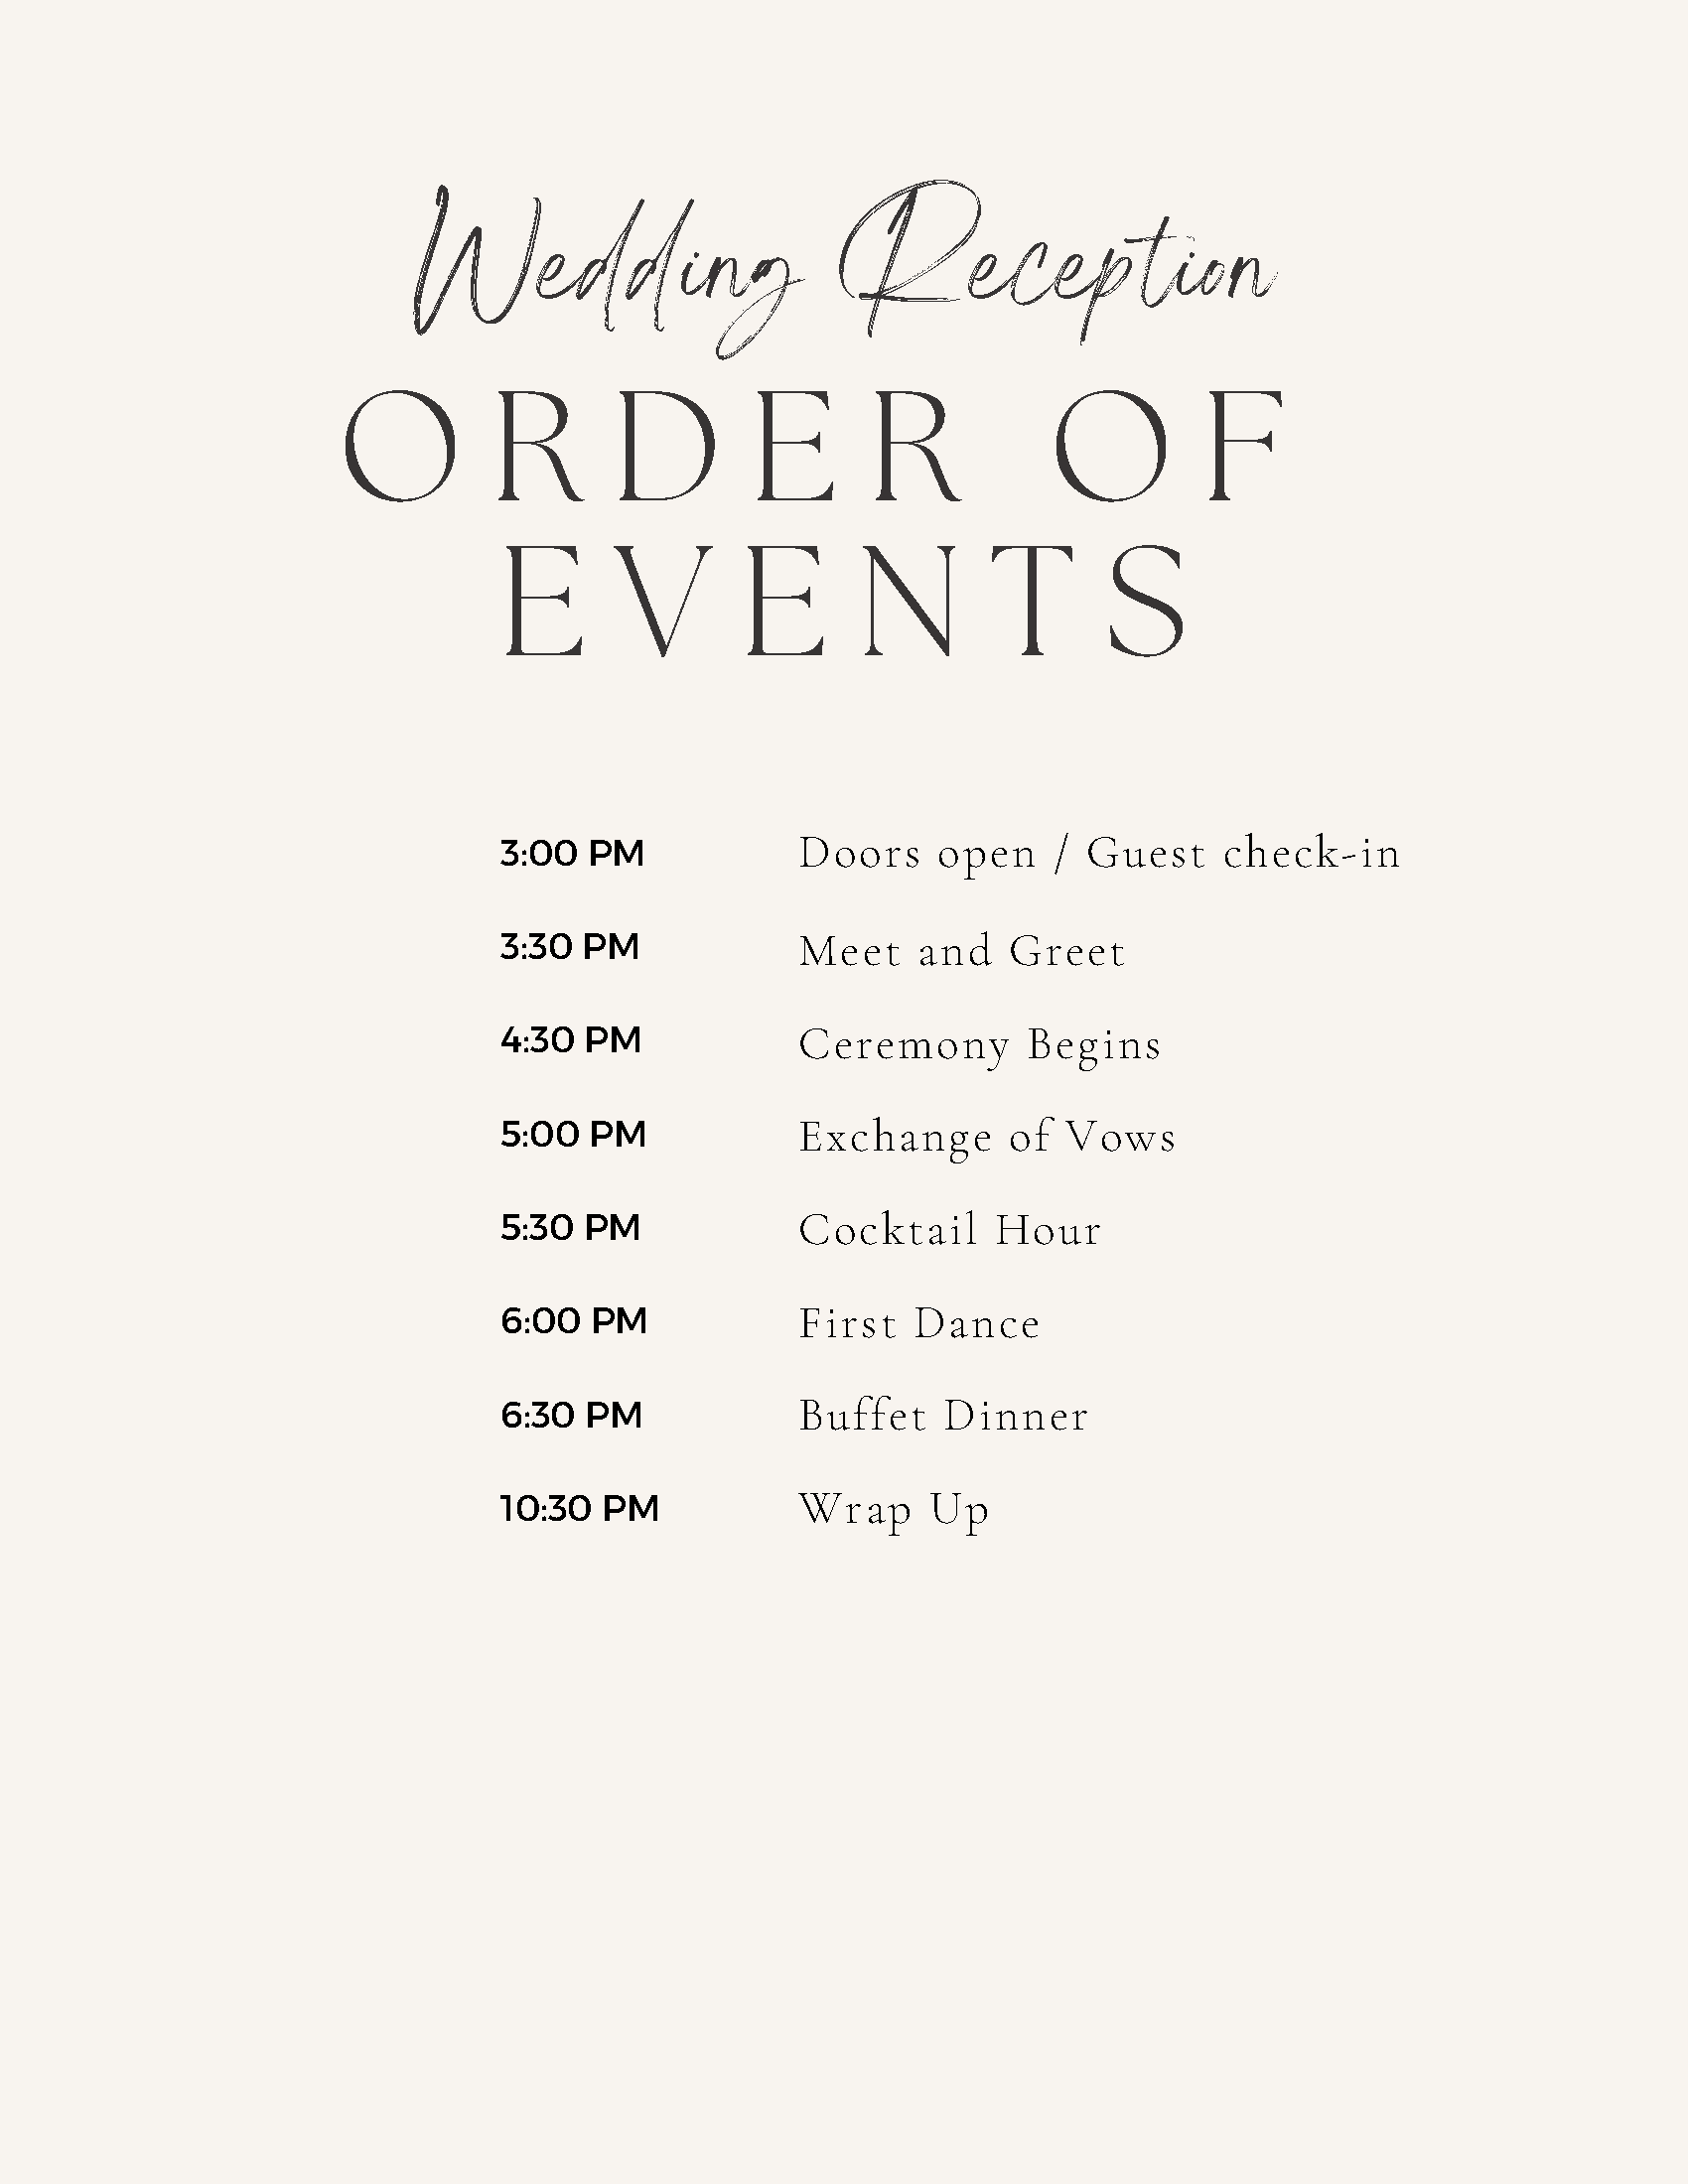 Wedding Reception
ORDER OF
EVENTS
3:00 PM Doors open / Guest check-in
3:30 PM Meet and Greet
4:30 PM Ceremony Begins
5:00 PM Exchange of Vows
5:30 PM Cocktail Hour
6:00 PM First Dance
6:30 PM Buffet Dinner
10:30 PM Wrap Up